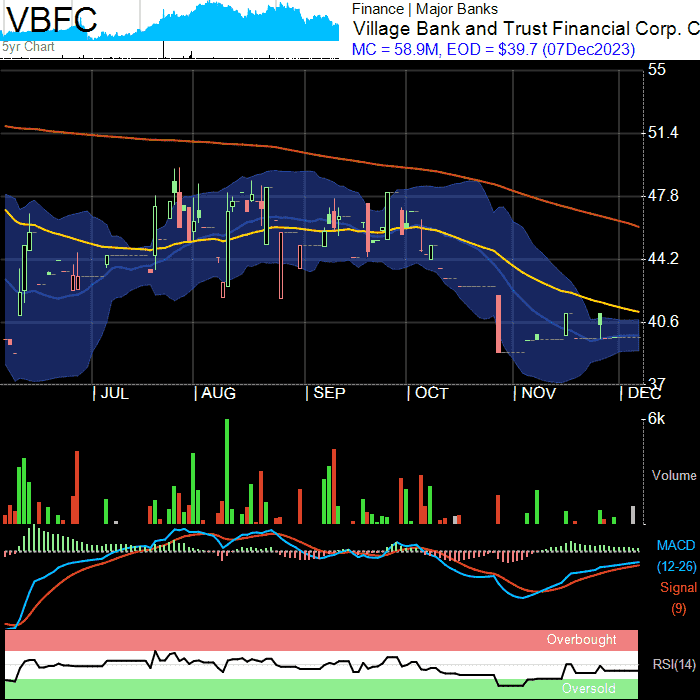 VBFC
5yr Chart
Finance | Major Banks
Village Bank and Trust Financial Corp. C
MC = 58.9M, EOD = $39.7 (07Dec2023)
55
51.4
47.8
44.2
40.6
37
| JUL | AUG | SEP | OCT | NOV | DEC
6k
Volume
MACD
(12-26)
Signal
(9)
Overbought
RSI(14)
Oversold